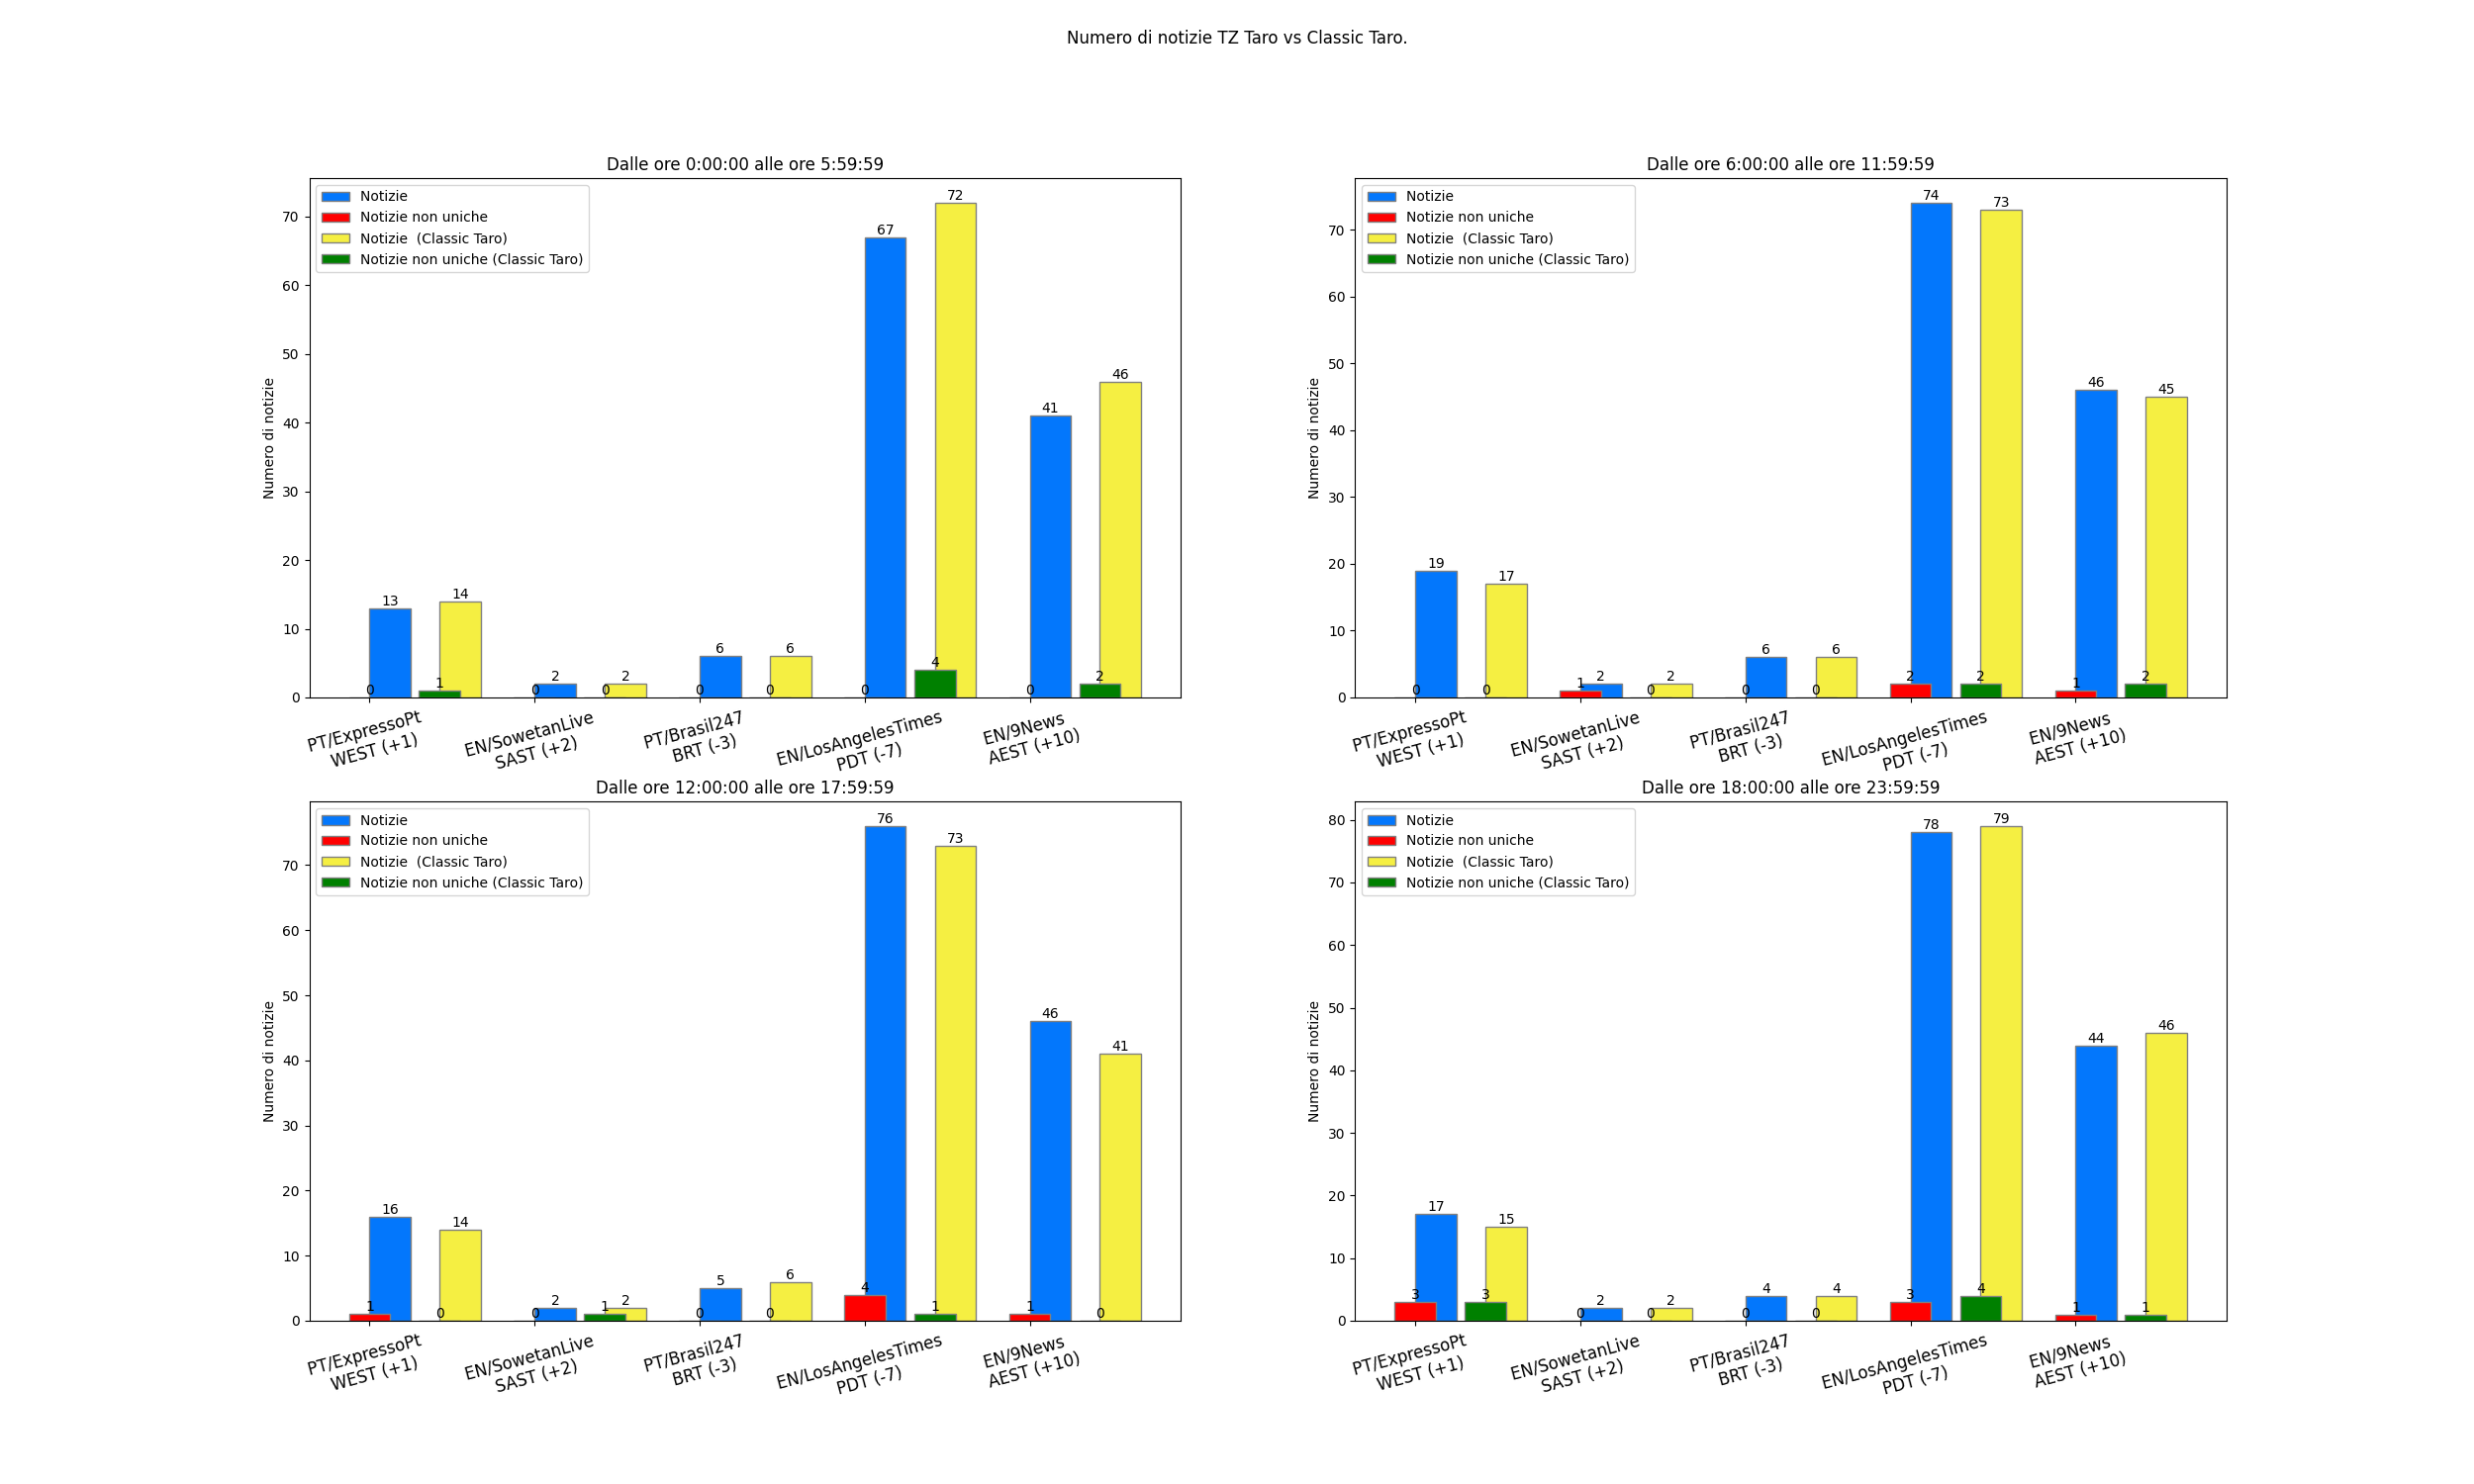 Numero di notizie TZ Taro vs Classic Taro.
Dalle ore 0:00:00 alle ore 5:59:59
Notizie
Notizie non uniche
Notizie  (Classic Taro)
Notizie non uniche (Classic Taro)
Numero di notizie
70
60
50
40
30
20
10
0
13 14 2 2 6 6 67 72 41 46
0 1 0 0 0 0 0 4 0 2
PT/ExpressoPt
WEST (+1)
EN/SowetanLive
SAST (+2)
PT/Brasil247
BRT (-3)
EN/LosAngelesTimes
PDT (-7)
EN/9News
AEST (+10)
Dalle ore 6:00:00 alle ore 11:59:59
Notizie
Notizie non uniche
Notizie  (Classic Taro)
Notizie non uniche (Classic Taro)
Numero di notizie
70
60
50
40
30
20
10
0
19 17 2 2 6 6 74 73 46 45
0 0 1 0 0 0 2 2 1 2
PT/ExpressoPt
WEST (+1)
EN/SowetanLive
SAST (+2)
PT/Brasil247
BRT (-3)
EN/LosAngelesTimes
PDT (-7)
EN/9News
AEST (+10)
Dalle ore 12:00:00 alle ore 17:59:59
Notizie
Notizie non uniche
Notizie  (Classic Taro)
Notizie non uniche (Classic Taro)
Numero di notizie
70
60
50
40
30
20
10
0
16 14 2 2 5 6 76 73 46 41
1 0 0 1 0 0 4 1 1 0
PT/ExpressoPt
WEST (+1)
EN/SowetanLive
SAST (+2)
PT/Brasil247
BRT (-3)
EN/LosAngelesTimes
PDT (-7)
EN/9News
AEST (+10)
Dalle ore 18:00:00 alle ore 23:59:59
Notizie
Notizie non uniche
Notizie  (Classic Taro)
Notizie non uniche (Classic Taro)
Numero di notizie
80
70
60
50
40
30
20
10
0
17 15 2 2 4 4 78 79 44 46
3 3 0 0 0 0 3 4 1 1
PT/ExpressoPt
WEST (+1)
EN/SowetanLive
SAST (+2)
PT/Brasil247
BRT (-3)
EN/LosAngelesTimes
PDT (-7)
EN/9News
AEST (+10)